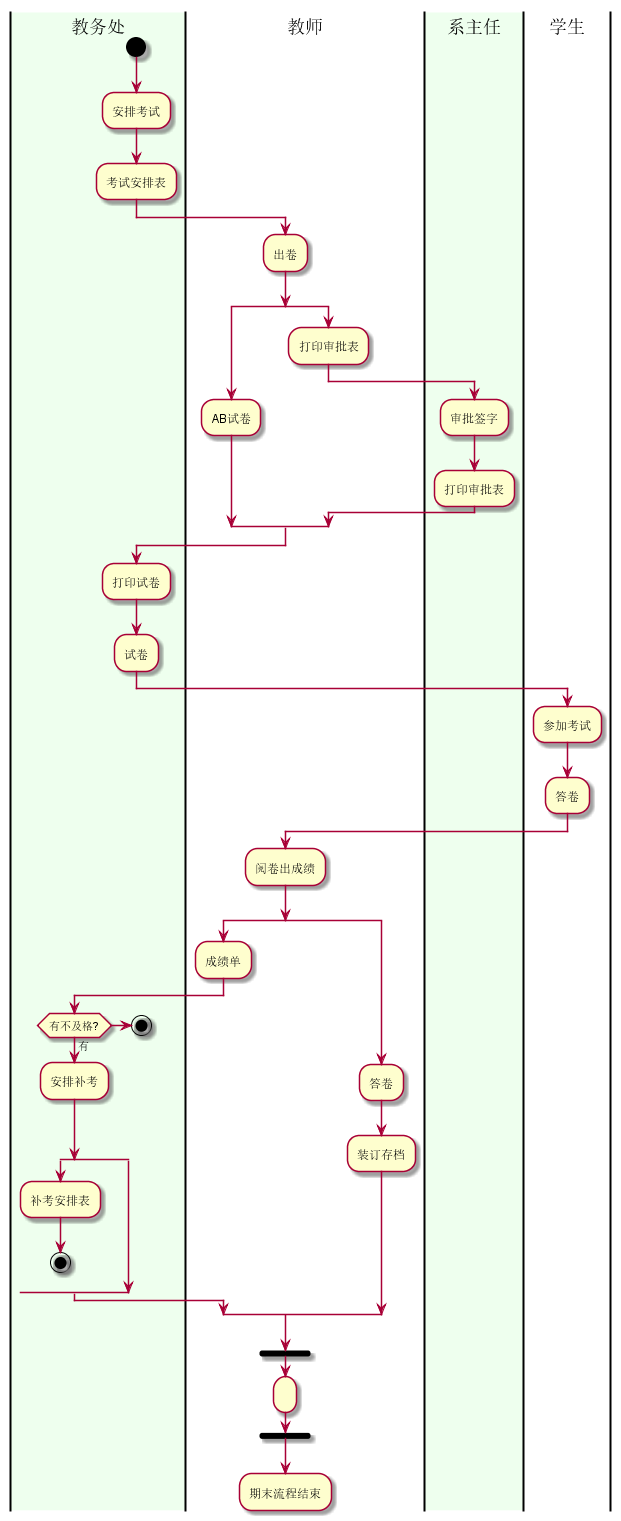 教务处
教师
系主任
学生
安排考试
考试安排表
出卷
打印审批表
AB试卷
审批签字
打印审批表
打印试卷
试卷
参加考试
答卷
阅卷出成绩
成绩单
有不及格?
有
安排补考
答卷
装订存档
补考安排表
期末流程结束